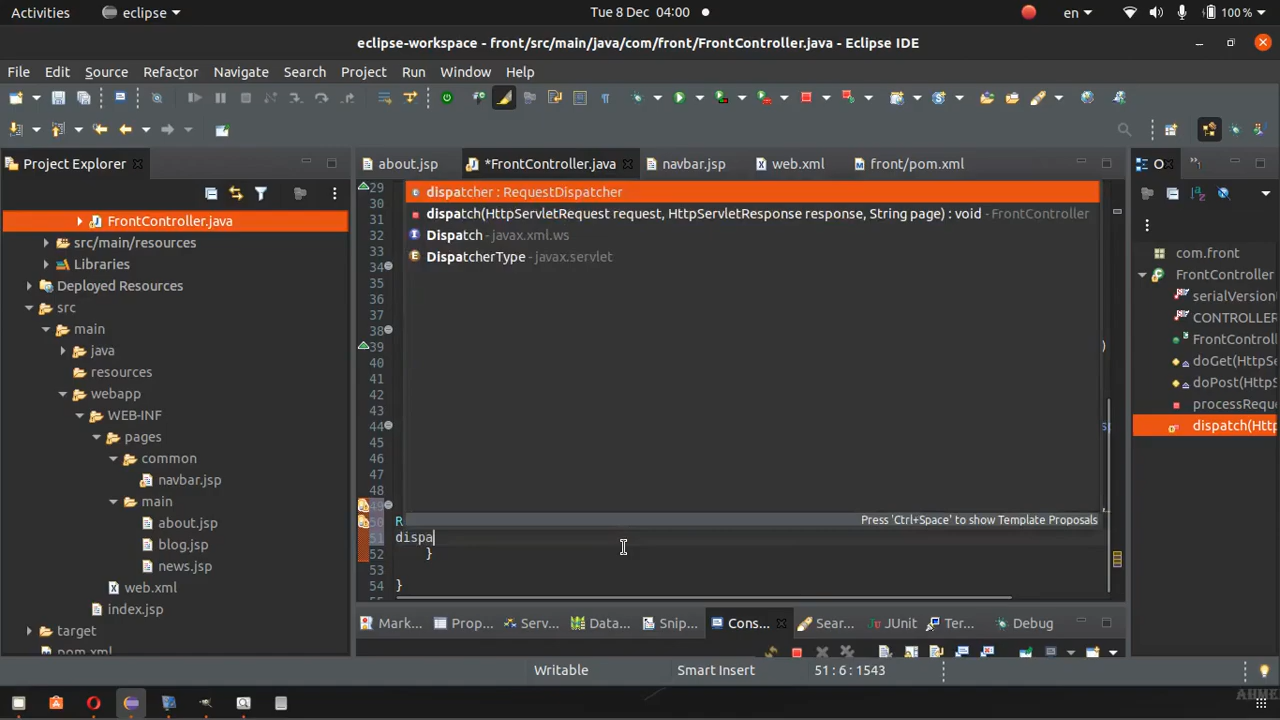 Activities eclipse Tue 8 Dec 04:00 en 100 %
eclipse-workspace - front/src/main/java/com/front/FrontController.java - Eclipse IDE
File Edit Source Refactor Navigate Search Project Run Window Help
Project Explorer about.jsp *FrontController.java navbar.jsp web.xml front/pom.xml O
FrontController.java
src/main/resources
Libraries
Deployed Resources
src
main
java
resources
webapp
WEB-INF
pages
common
navbar.jsp
main
about.jsp
blog.jsp
news.jsp
web.xml
index.jsp
target
pom.xml
29
30
31
32
33
34
35
36
37
38
39 )
40
41
42
43
44 sp
45
46
47
48
49
50 R
51 dispa
52 }
53
54 }
55
dispatcher : RequestDispatcher
dispatch(HttpServletRequest request, HttpServletResponse response, String page) : void - FrontController
Dispatch - javax.xml.ws
DispatcherType - javax.servlet
Press 'Ctrl+Space' to show Template Proposals
com.front
FrontController
serialVersion
CONTROLLER
FrontControll
doGet(HttpSe
doPost(HttpS
processReque
dispatch(Http
Mark... Prop... Serv... Data... Snip... Cons... Sear... JUnit Ter... Debug
Writable Smart Insert 51 : 6 : 1543
AHME